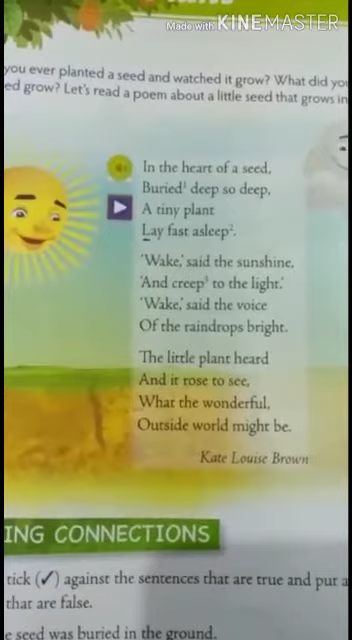 Made with KINEMASTER
you ever planted a seed and watched it grow? What did you
ed grow? Let's read a poem about a little seed that grows in
In the heart of a seed,
Buried¹ deep so deep,
A tiny plant
Lay fast asleep².
'Wake,' said the sunshine,
'And creep³ to the light.'
'Wake,' said the voice
Of the raindrops bright.
The little plant heard
And it rose to see,
What the wonderful,
Outside world might be.
Kate Louise Brown
ING CONNECTIONS
tick (✓) against the sentences that are true and put a
that are false.
e seed was buried in the ground.